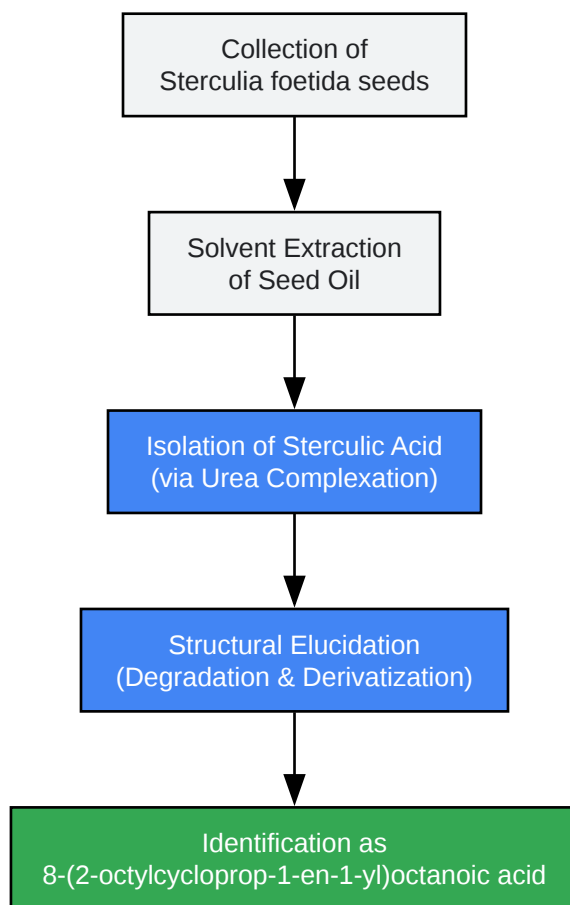 Collection of
Sterculia foetida seeds
Solvent Extraction
of Seed Oil
Isolation of Sterculic Acid
(via Urea Complexation)
Structural Elucidation
(Degradation & Derivatization)
Identification as
8-(2-octylcycloprop-1-en-1-yl)octanoic acid